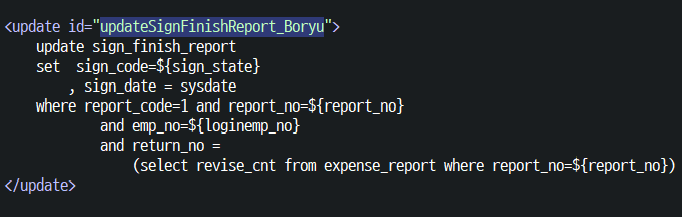 <update id="updateSignFinishReport_Boryu">
update sign_finish_report
set  sign_code=${sign_state}
, sign_date = sysdate
where report_code=1 and report_no=${report_no}
and emp_no=${loginemp_no}
and return_no =
(select revise_cnt from expense_report where report_no=${report_no})
</update>